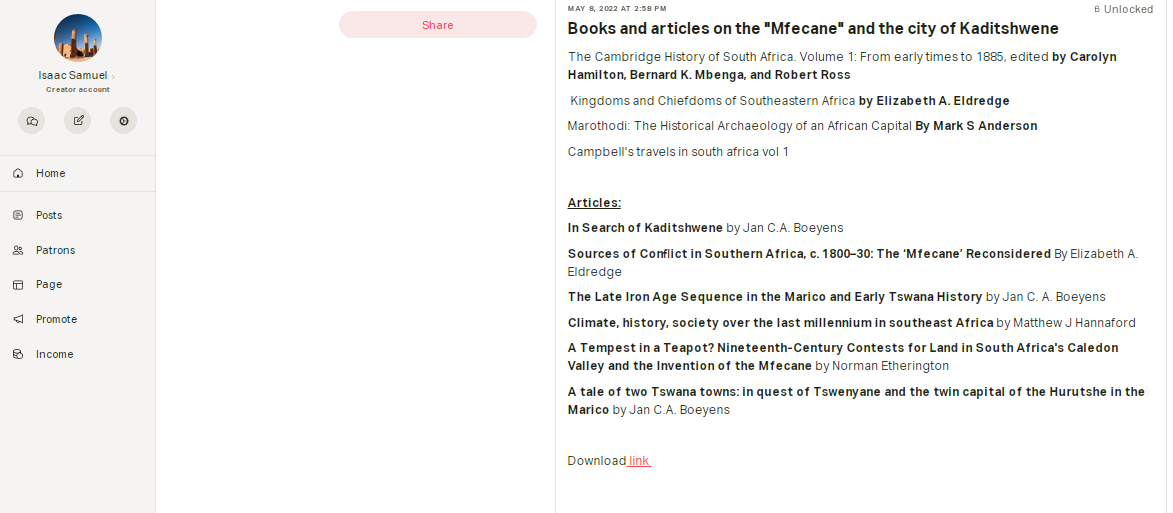 Isaac Samuel
Creator account
Home
Posts
Patrons
Page
Promote
Income
Share
MAY 8, 2022 AT 2:58 PM
Unlocked
Books and articles on the "Mfecane" and the city of Kaditshwene
The Cambridge History of South Africa. Volume 1: From early times to 1885, edited by Carolyn
Hamilton, Bernard K. Mbenga, and Robert Ross
Kingdoms and Chiefdoms of Southeastern Africa by Elizabeth A. Eldredge
Marothodi: The Historical Archaeology of an African Capital By Mark S Anderson
Campbell's travels in south africa vol 1
Articles:
In Search of Kaditshwene by Jan C.A. Boeyens
Sources of Conflict in Southern Africa, c. 1800–30: The ‘Mfecane’ Reconsidered By Elizabeth A.
Eldredge
The Late Iron Age Sequence in the Marico and Early Tswana History by Jan C. A. Boeyens
Climate, history, society over the last millennium in southeast Africa by Matthew J Hannaford
A Tempest in a Teapot? Nineteenth-Century Contests for Land in South Africa's Caledon
Valley and the Invention of the Mfecane by Norman Etherington
A tale of two Tswana towns: in quest of Tswenyane and the twin capital of the Hurutshe in the
Marico by Jan C.A. Boeyens
Download link